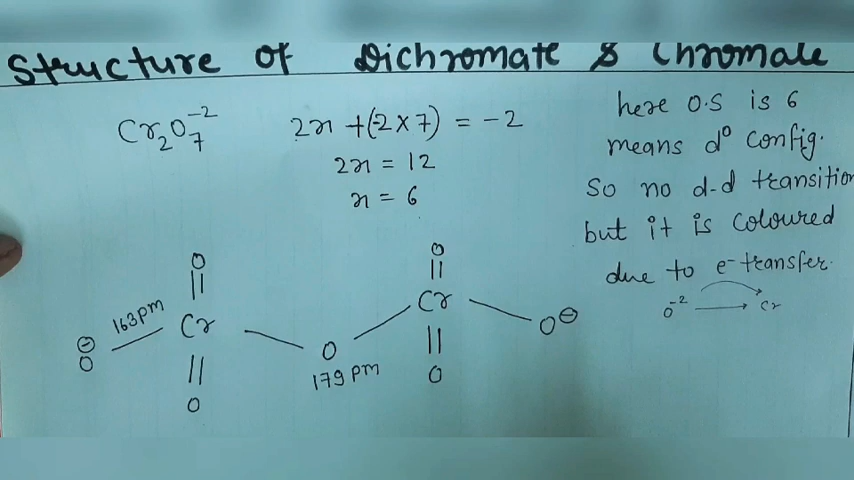 Structure of Dichromate & Chromate
Cr₂O₇⁻²
2x + (-2 × 7) = -2
2x = 12
x = 6
here O.S is 6
means d⁰ config.
So no d-d transition
but it is coloured
due to e⁻ transfer.
O⁻² → Cr
O
||
⊖
O
163pm
Cr
||
O
O
179 pm
O
||
Cr
||
O
O⊖